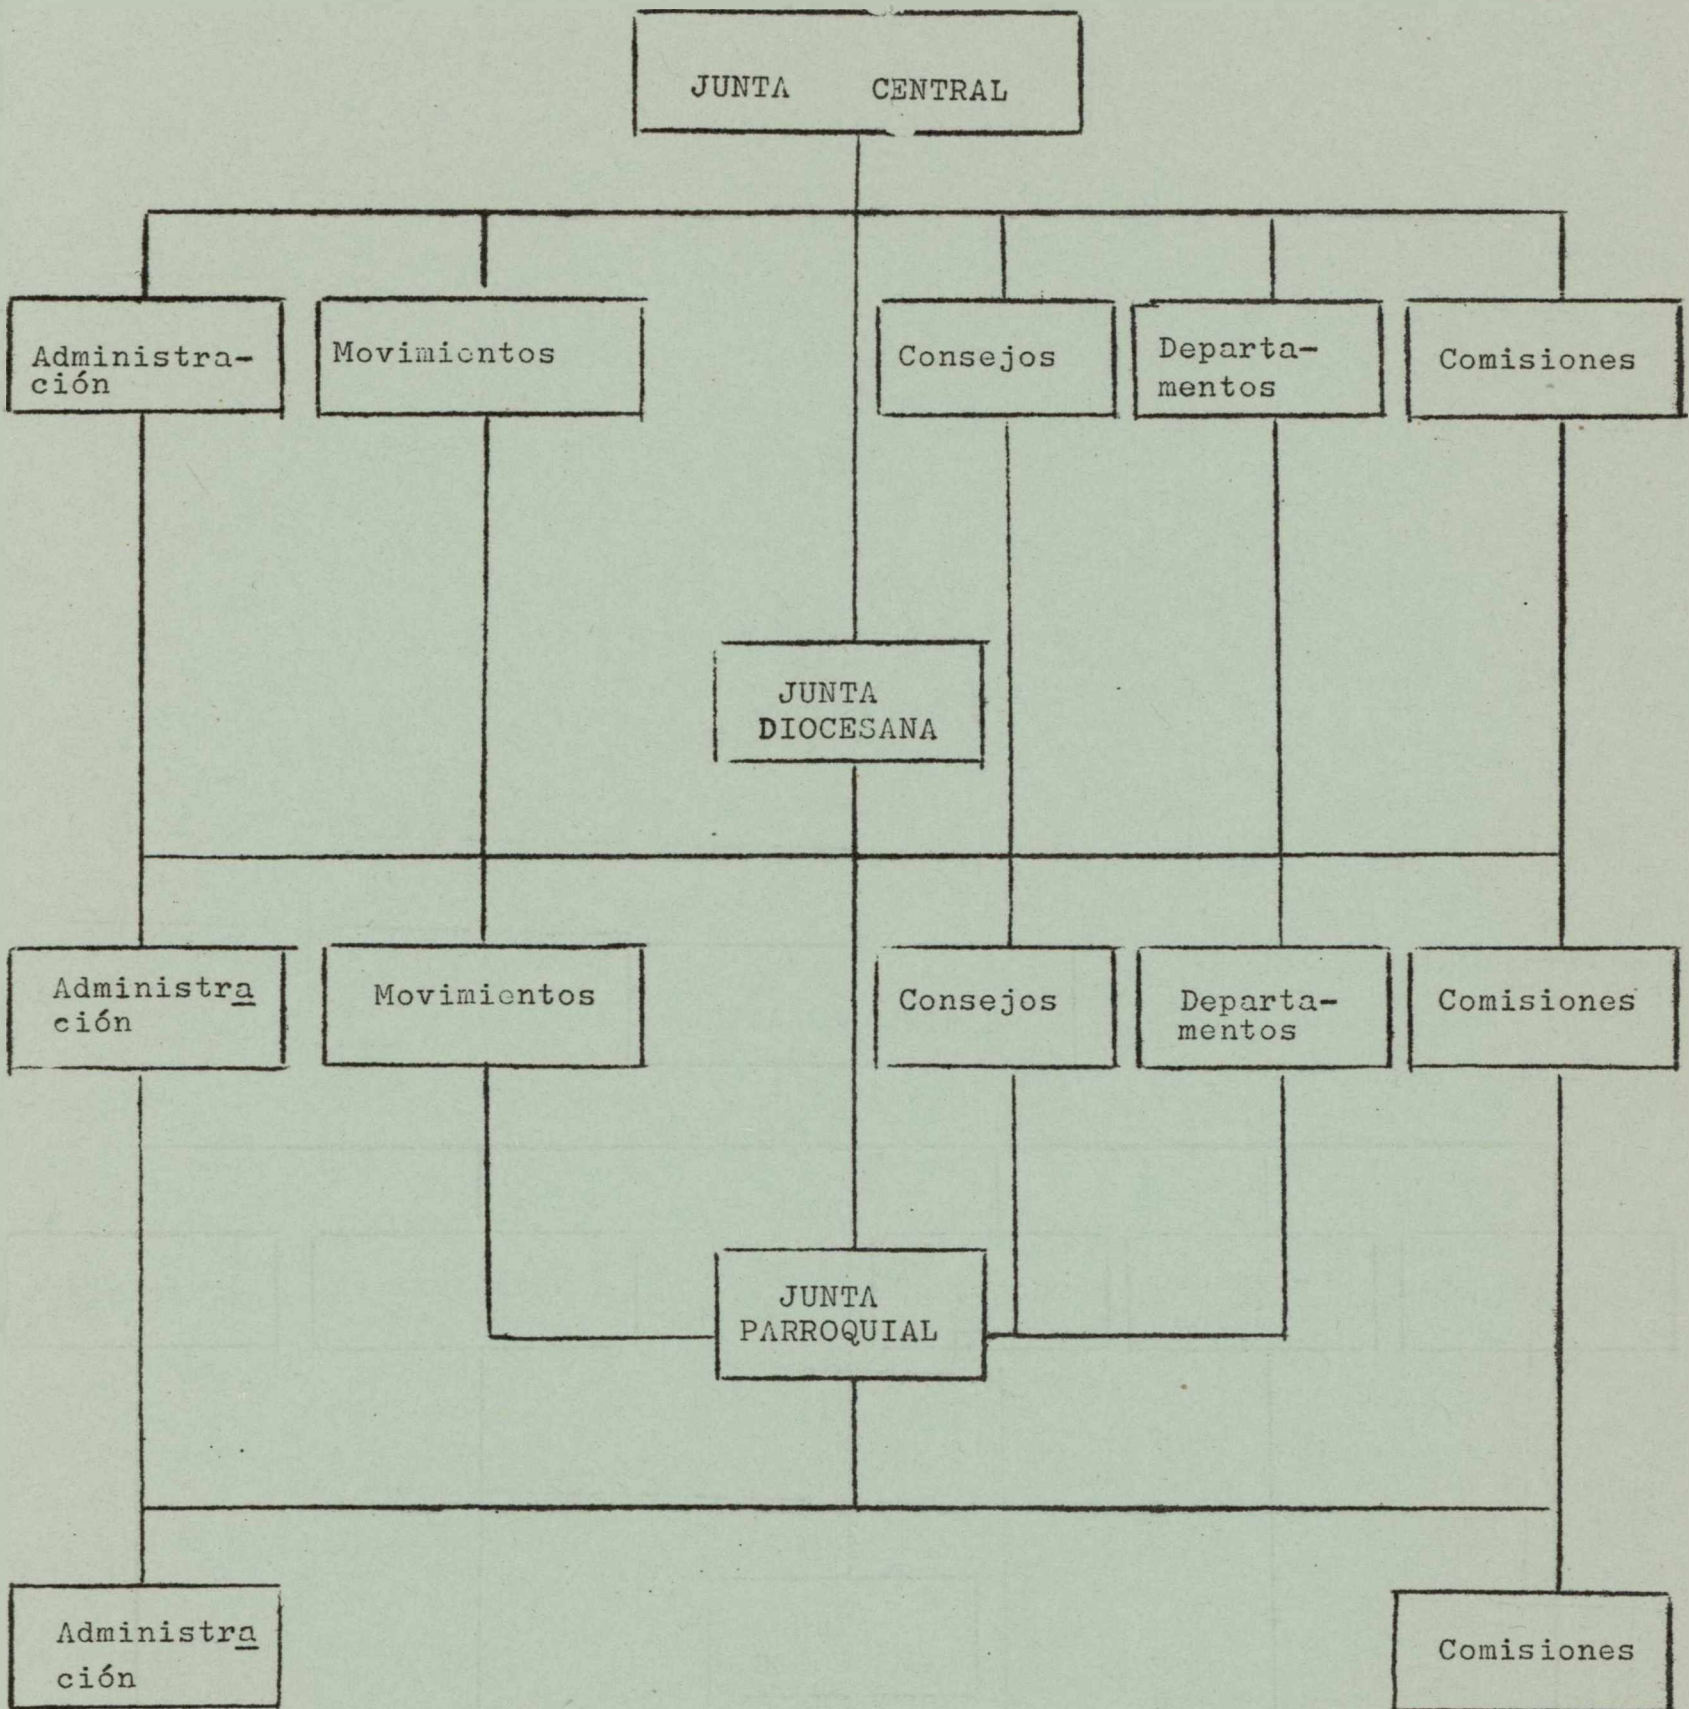 JUNTA CENTRAL
Administra-
ción
Movimientos
Consejos
Departa-
mentos
Comisiones
JUNTA
DIOCESANA
Administra
ción
Movimientos
Consejos
Departa-
mentos
Comisiones
JUNTA
PARROQUIAL
Administra
ción
Comisiones